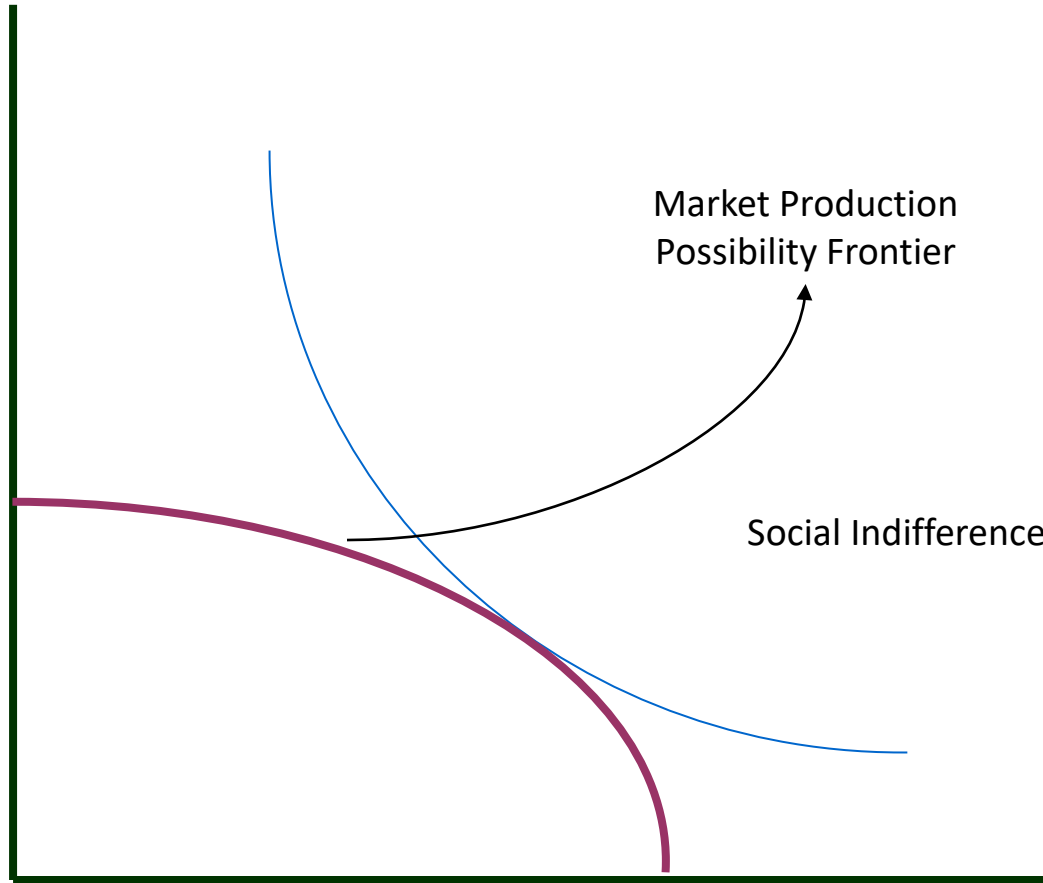 Market Production
Possibility Frontier
Social Indifference